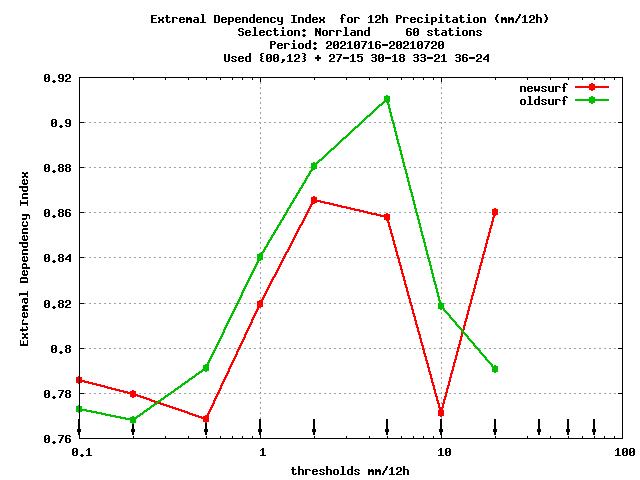 Extremal Dependency Index  for 12h Precipitation (mm/12h)
Selection: Norrland     60 stations
Period: 20210716-20210720
Used {00,12} + 27-15 30-18 33-21 36-24
newsurf
oldsurf
Extremal Dependency Index
0.92
0.9
0.88
0.86
0.84
0.82
0.8
0.78
0.76
0.1 1 10 100
thresholds mm/12h